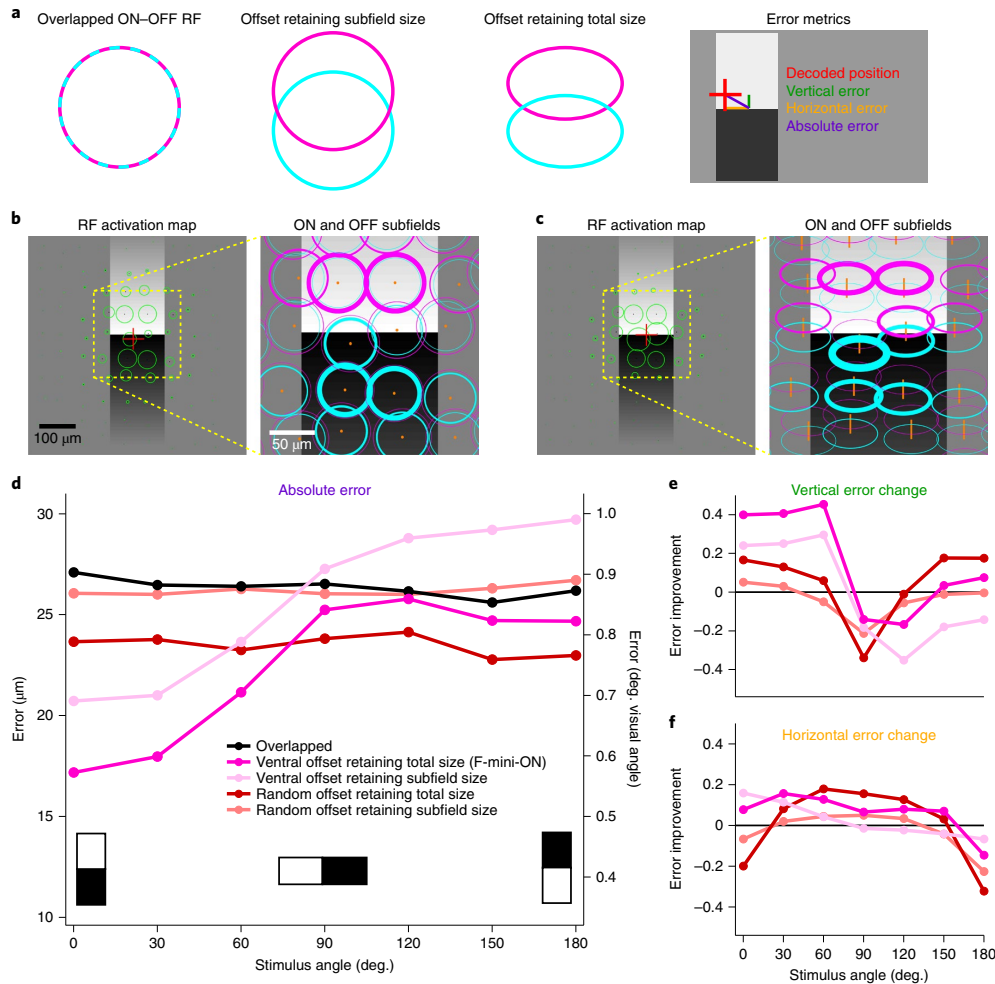 a
Overlapped ON–OFF RF
Offset retaining subfield size
Offset retaining total size
Error metrics
Decoded position
Vertical error
Horizontal error
Absolute error
b
RF activation map
ON and OFF subfields
100 μm
50 μm
c
RF activation map
ON and OFF subfields
d
Absolute error
Error (μm)
30
25
20
15
10
Error (deg. visual angle)
1.0
0.9
0.8
0.7
0.6
0.5
0.4
Overlapped
Ventral offset retaining total size (F-mini-ON)
Ventral offset retaining subfield size
Random offset retaining total size
Random offset retaining subfield size
0 30 60 90 120 150 180
Stimulus angle (deg.)
e
Vertical error change
Error improvement
0.4
0.2
0
–0.2
–0.4
f
Horizontal error change
Error improvement
0.4
0.2
0
–0.2
–0.4
0 30 60 90 120 150 180
Stimulus angle (deg.)